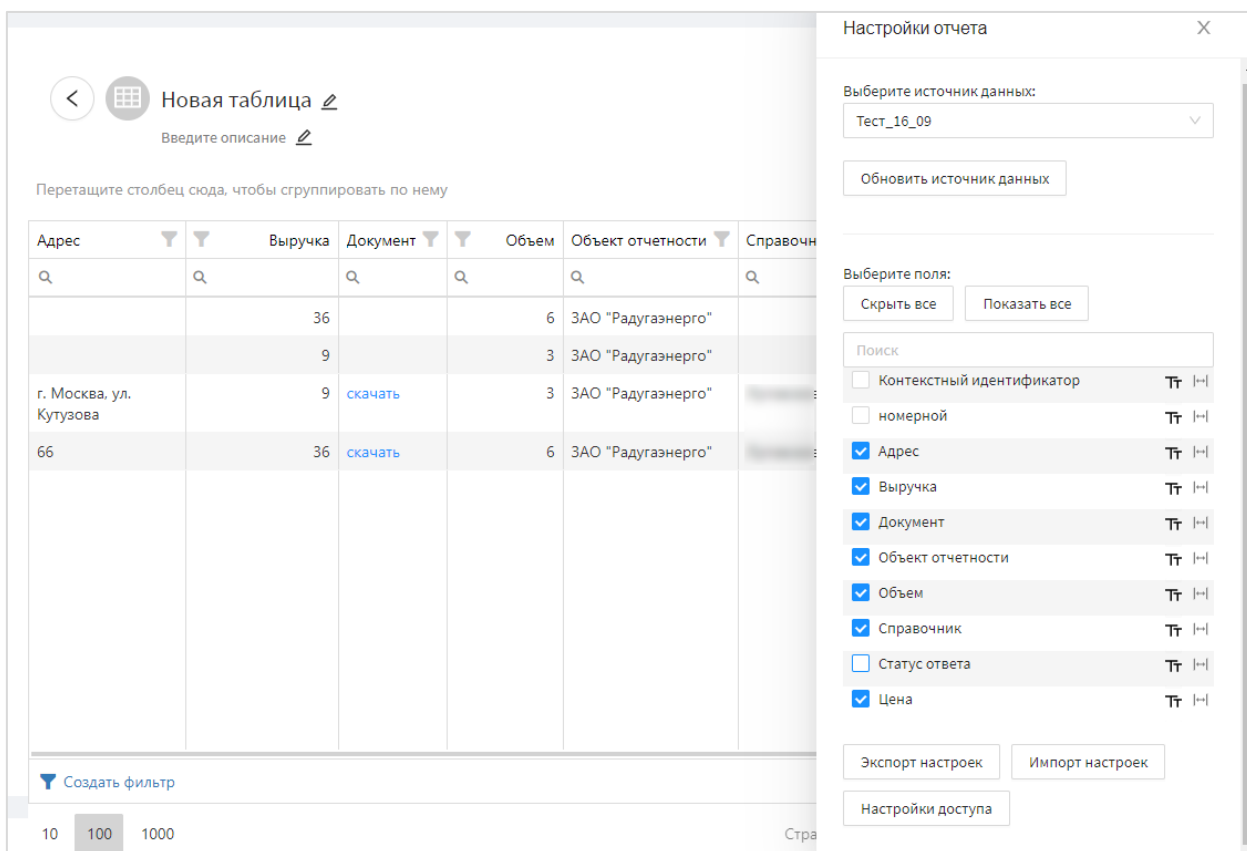 Новая таблица
Введите описание
Перетащите столбец сюда, чтобы сгруппировать по нему
Адрес Выручка Документ Объем Объект отчетности Справочн
36 6 ЗАО "Радугаэнерго"
9 3 ЗАО "Радугаэнерго"
г. Москва, ул. Кутузова 9 скачать 3 ЗАО "Радугаэнерго"
66 36 скачать 6 ЗАО "Радугаэнерго"
Создать фильтр
10 100 1000 Стра
Настройки отчета
Выберите источник данных:
Тест_16_09
Обновить источник данных
Выберите поля:
Скрыть все Показать все
Поиск
Контекстный идентификатор
номерной
Адрес
Выручка
Документ
Объект отчетности
Объем
Справочник
Статус ответа
Цена
Экспорт настроек Импорт настроек
Настройки доступа